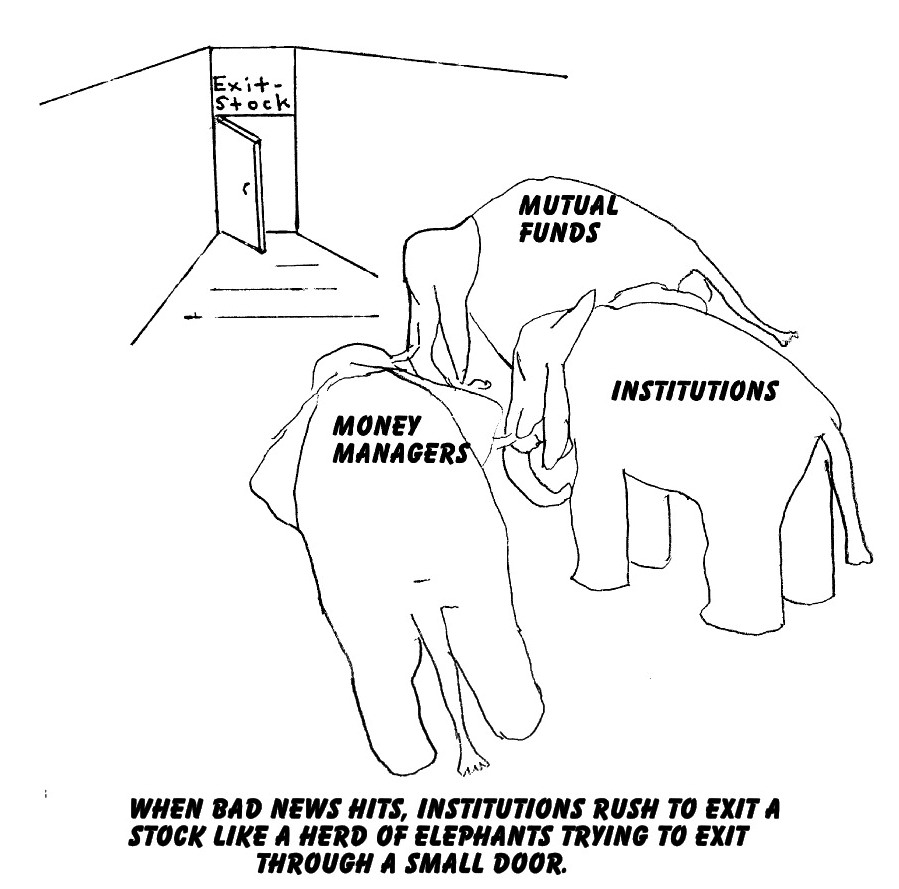 Exit-
Stock
MUTUAL
FUNDS
INSTITUTIONS
MONEY
MANAGERS
WHEN BAD NEWS HITS, INSTITUTIONS RUSH TO EXIT A
STOCK LIKE A HERD OF ELEPHANTS TRYING TO EXIT
THROUGH A SMALL DOOR.